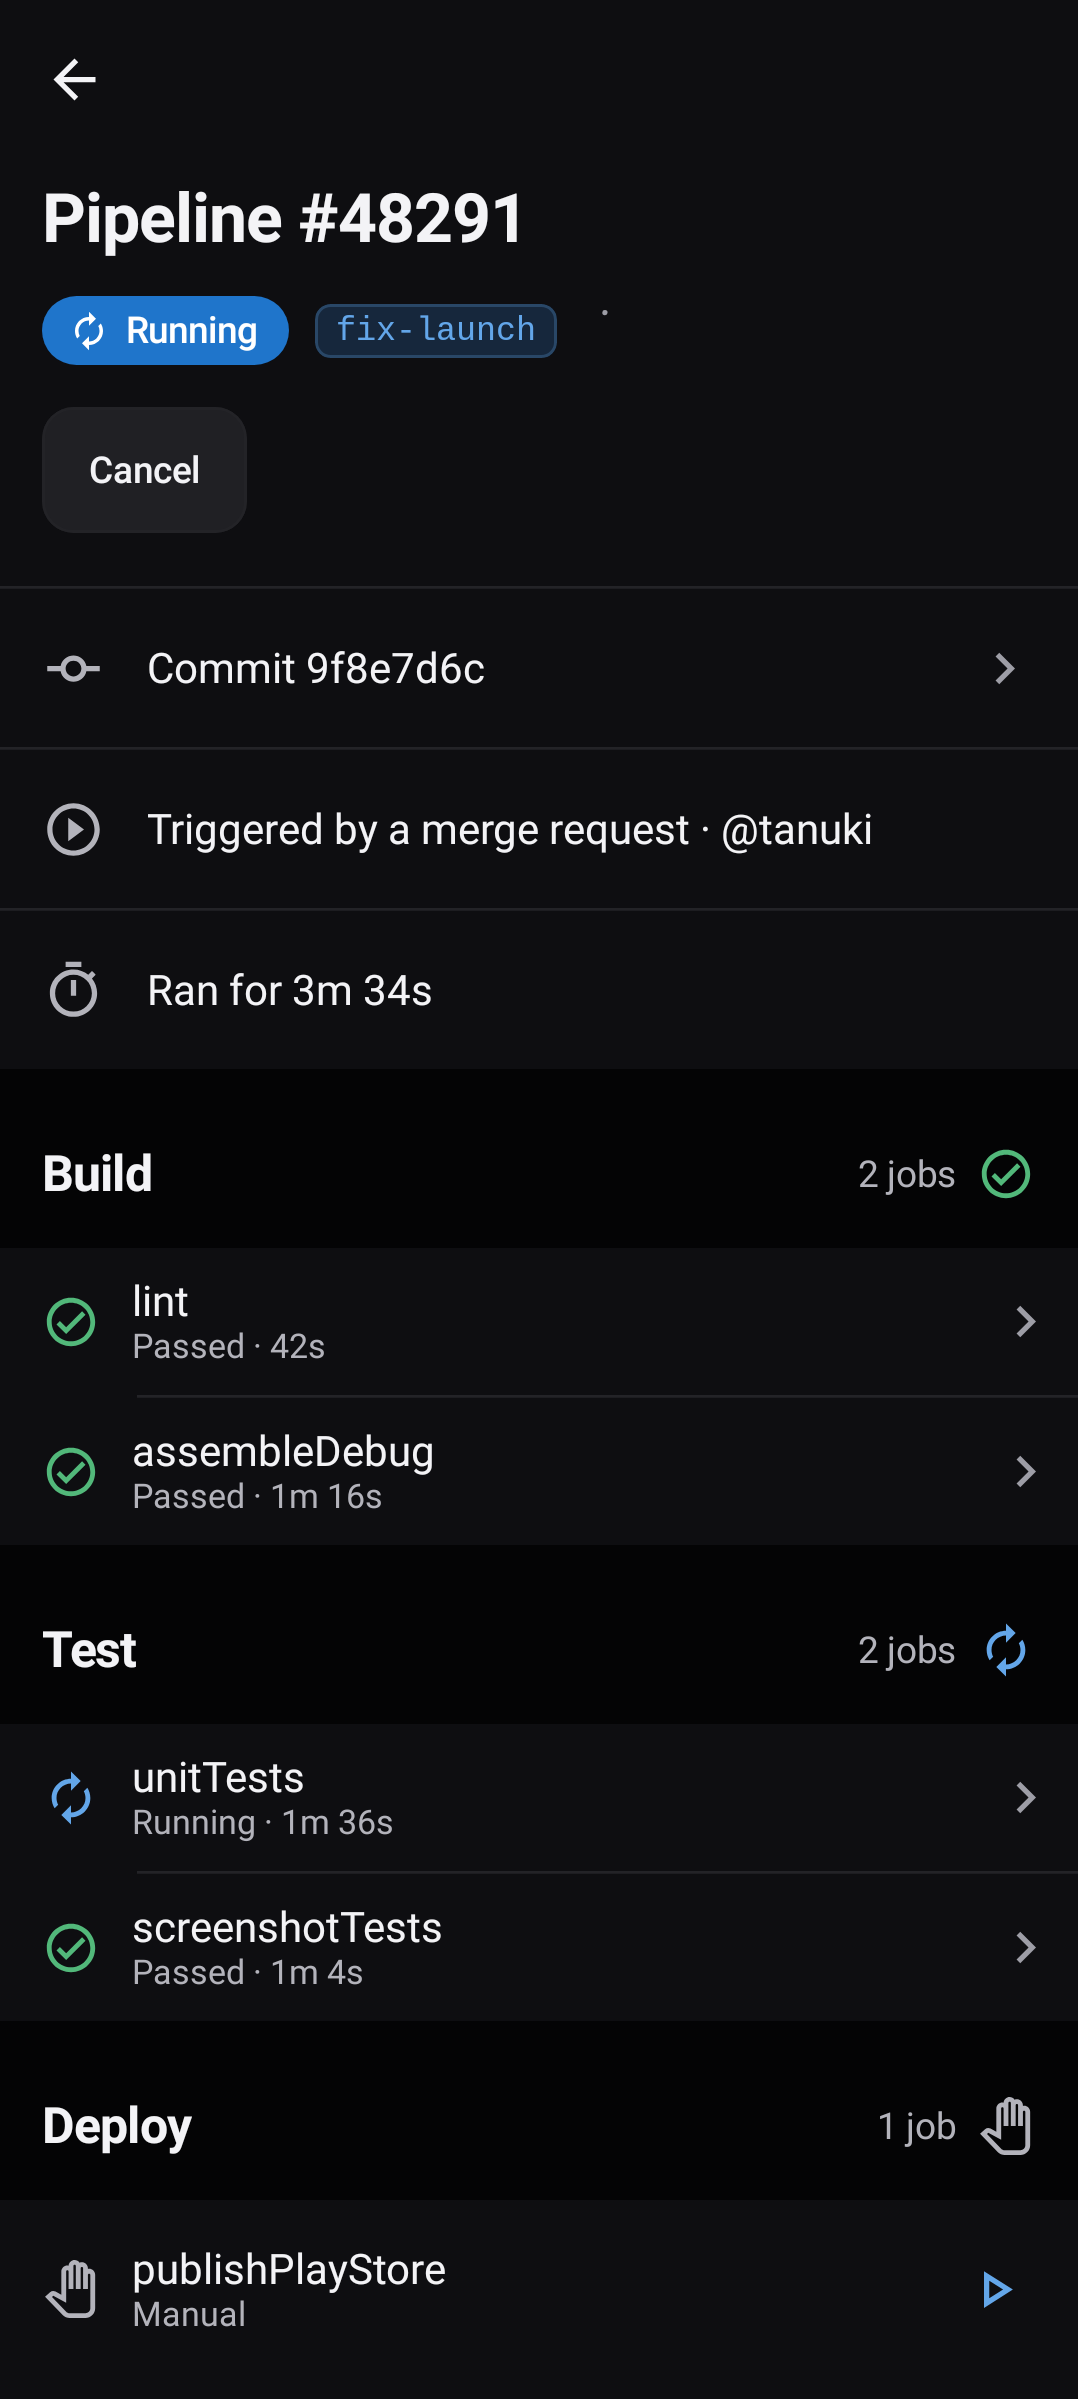 Pipeline #48291
Running
fix-launch
·
Cancel
Commit 9f8e7d6c
Triggered by a merge request · @tanuki
Ran for 3m 34s
Build
2 jobs
lint
Passed · 42s
assembleDebug
Passed · 1m 16s
Test
2 jobs
unitTests
Running · 1m 36s
screenshotTests
Passed · 1m 4s
Deploy
1 job
publishPlayStore
Manual